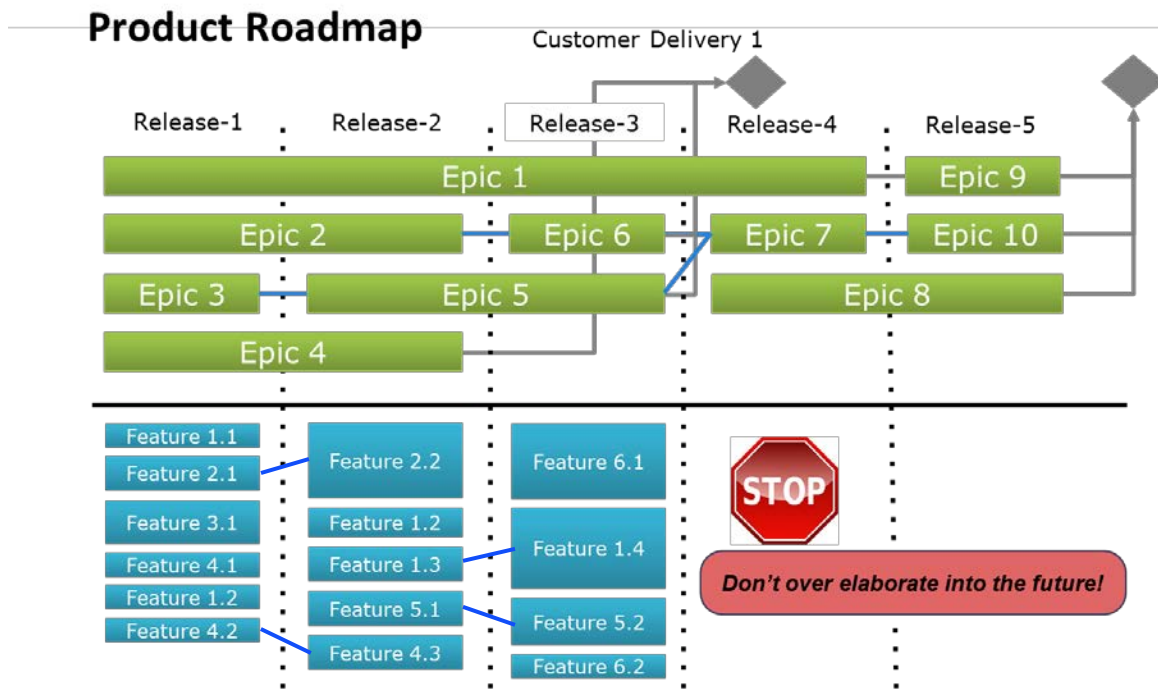 Product Roadmap
Customer Delivery 1
Release-1
Release-2
Release-3
Release-4
Release-5
Epic 1
Epic 9
Epic 2
Epic 6
Epic 7
Epic 10
Epic 3
Epic 5
Epic 8
Epic 4
Feature 1.1
Feature 2.1
Feature 3.1
Feature 4.1
Feature 1.2
Feature 4.2
Feature 2.2
Feature 1.2
Feature 1.3
Feature 5.1
Feature 4.3
Feature 6.1
Feature 1.4
Feature 5.2
Feature 6.2
STOP
Don't over elaborate into the future!